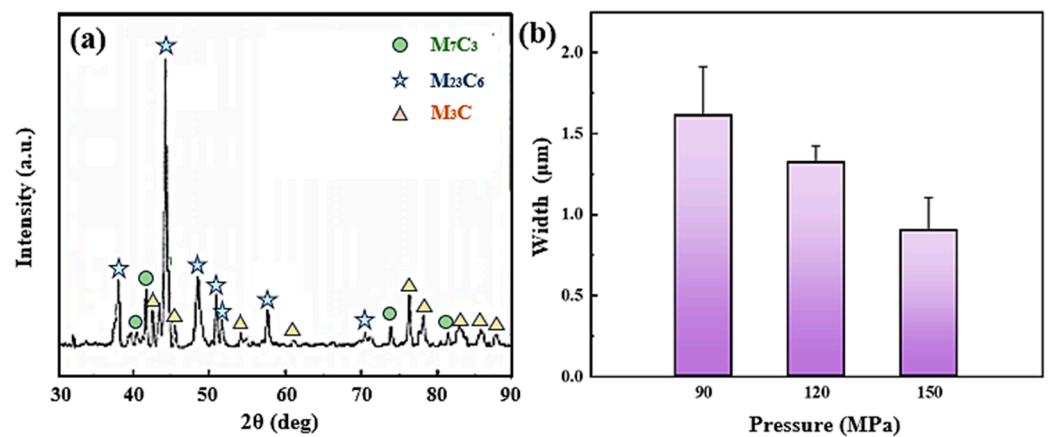 (a)
M₇C₃
M₂₃C₆
M₃C
Intensity (a.u.)
30 40 50 60 70 80 90
2θ (deg)
(b)
2.0
1.5
1.0
0.5
0.0
Width (μm)
90 120 150
Pressure (MPa)